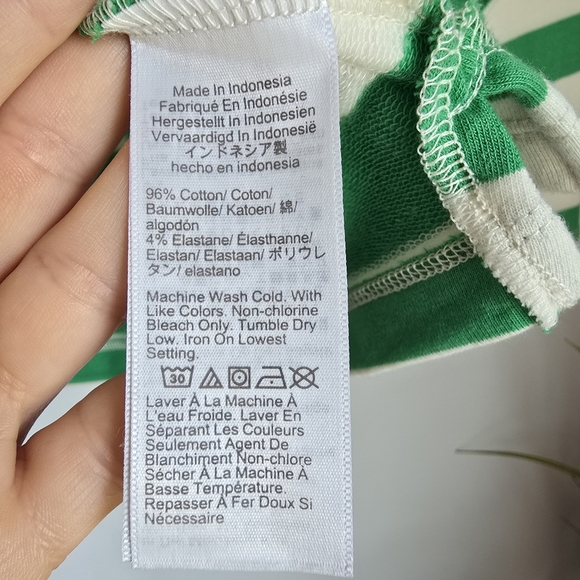 Made In Indonesia
Fabriqué En Indonésie
Hergestellt In Indonesien
Vervaardigd In Indonesië
インドネシア製
hecho en indonesia
96% Cotton/ Coton/
Baumwolle/ Katoen/ 綿/
algodón
4% Elastane/ Élasthanne/
Elastan/ Elastaan/ ポリウレ
タン/ elastano
Machine Wash Cold. With
Like Colors. Non-chlorine
Bleach Only. Tumble Dry
Low. Iron On Lowest
Setting.
30
Laver À La Machine À
L'eau Froide. Laver En
Séparant Les Couleurs
Seulement Agent De
Blanchiment Non-chlore
Sécher À La Machine À
Basse Température.
Repasser À Fer Doux Si
Nécessaire